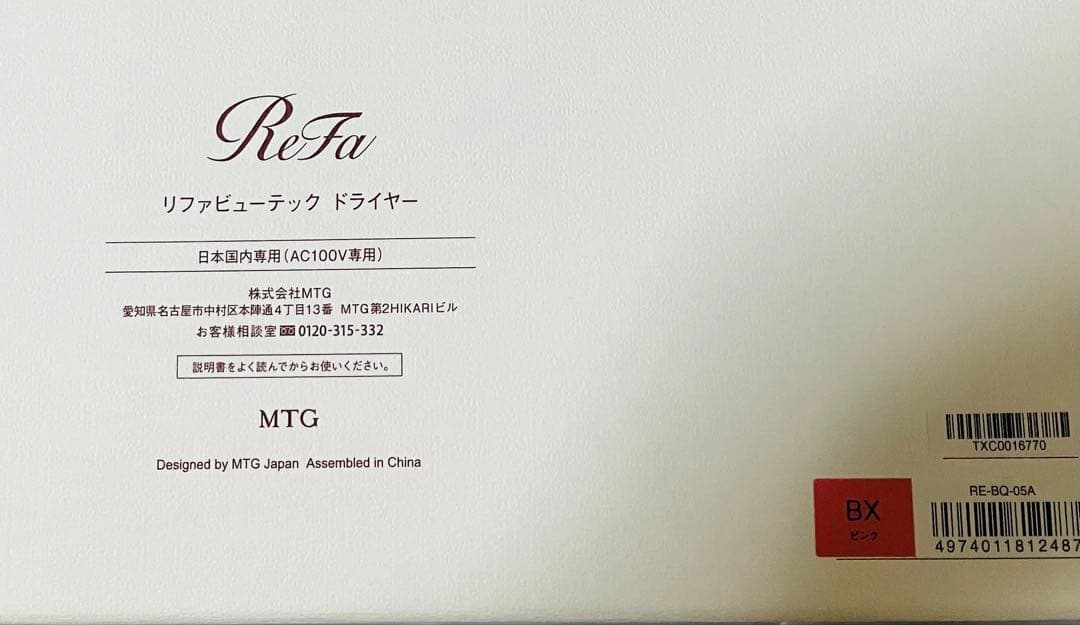 ReFa
リファビューテック ドライヤー
日本国内専用(AC100V専用)
株式会社MTG
愛知県名古屋市中村区本陣通4丁目13番 MTG第2HIKARIビル
お客様相談室 0120-315-332
説明書をよく読んでからお使いください。
MTG
Designed by MTG Japan Assembled in China
TXC0016770
RE-BQ-05A
BX
ピンク
4974011812487